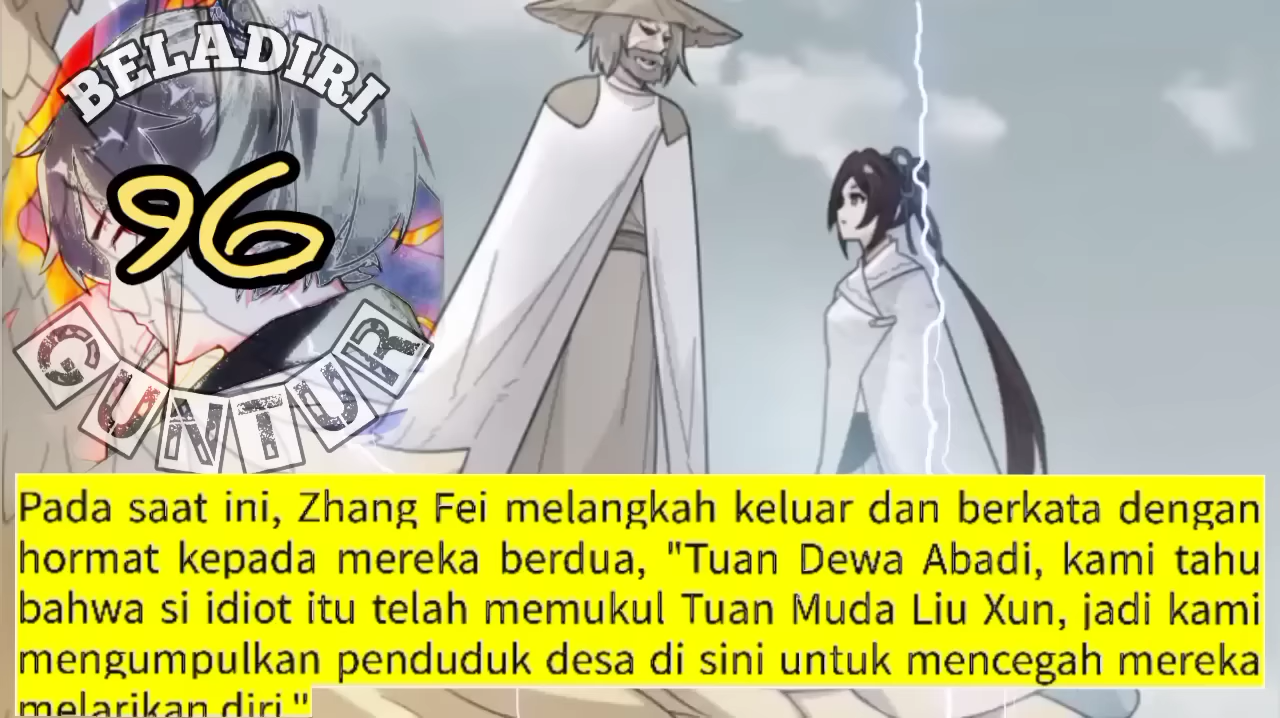 BELADIRI
96
GUNTUR
Pada saat ini, Zhang Fei melangkah keluar dan berkata dengan
hormat kepada mereka berdua, "Tuan Dewa Abadi, kami tahu
bahwa si idiot itu telah memukul Tuan Muda Liu Xun, jadi kami
mengumpulkan penduduk desa di sini untuk mencegah mereka
melarikan diri."